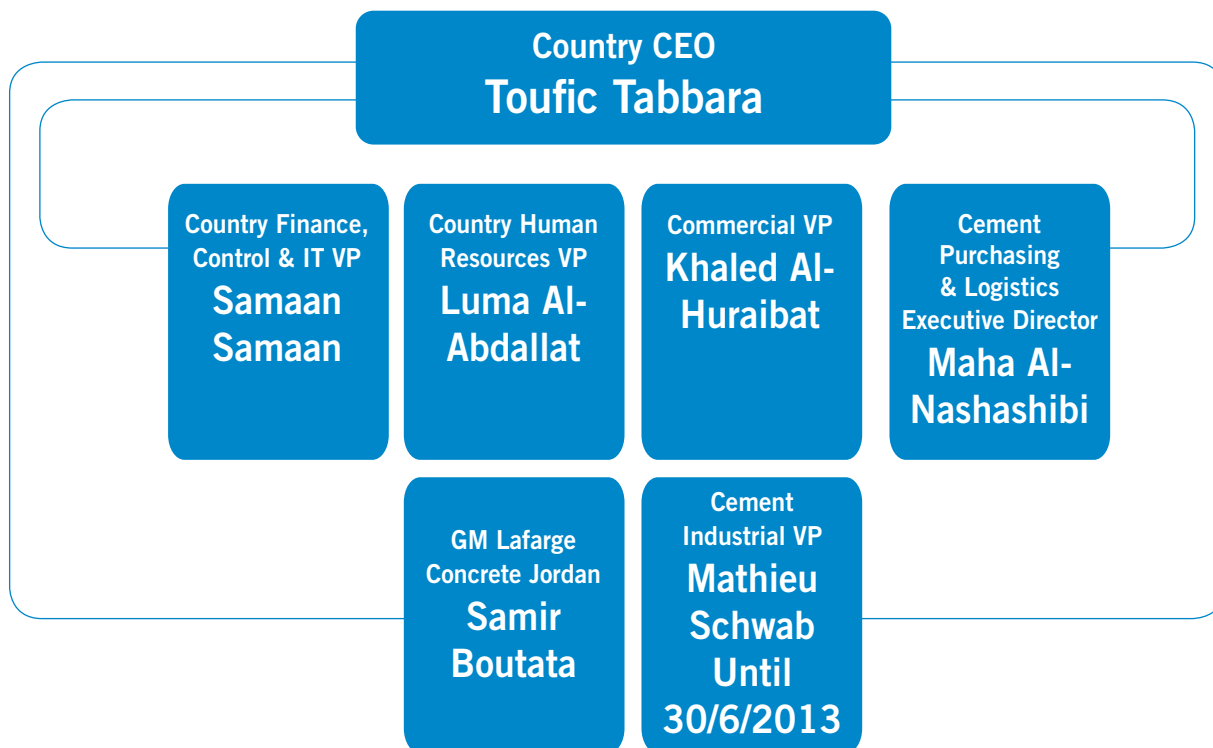 Country CEO
Toufic Tabbara
Country Finance,
Control & IT VP
Samaan
Samaan
Country Human
Resources VP
Luma Al-
Abdallat
Commercial VP
Khaled Al-
Huraibat
Cement
Purchasing
& Logistics
Executive Director
Maha Al-
Nashashibi
GM Lafarge
Concrete Jordan
Samir
Boutata
Cement
Industrial VP
Mathieu
Schwab
Until
30/6/2013